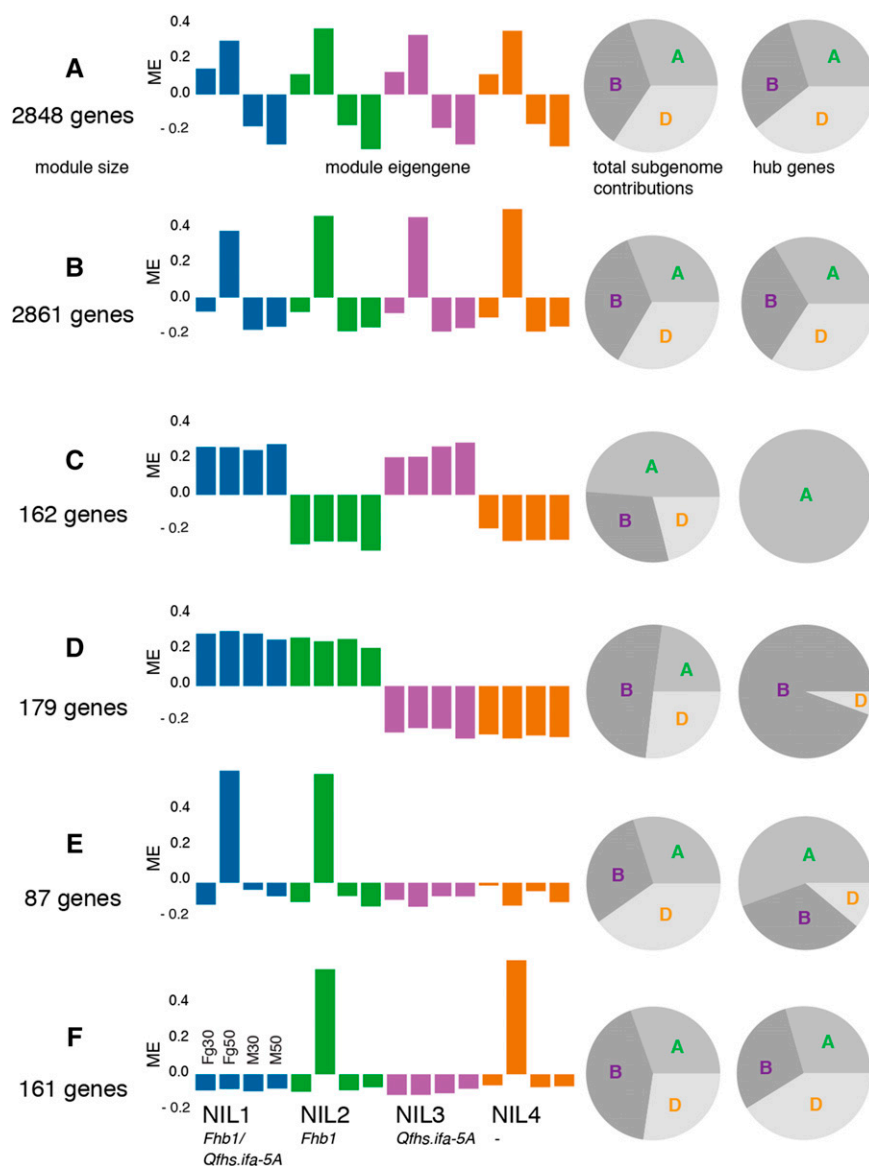 A
2848 genes
module size
ME
0.4
0.2
0.0
- 0.2
module eigengene
B
A
D
total subgenome
contributions
B
A
D
hub genes
B
2861 genes
ME
0.4
0.2
0.0
- 0.2
B
A
D
B
A
D
C
162 genes
ME
0.4
0.2
0.0
- 0.2
A
B
D
A
D
179 genes
ME
0.4
0.2
0.0
- 0.2
B
A
D
B
D
E
87 genes
ME
0.4
0.2
0.0
- 0.2
B
A
D
A
B
D
F
161 genes
ME
0.4
0.2
0.0
- 0.2
Fg30
Fg50
M30
M50
B
A
D
B
A
D
NIL1
Fhb1/
Qfhs.ifa-5A
NIL2
Fhb1
NIL3
Qfhs.ifa-5A
NIL4
-